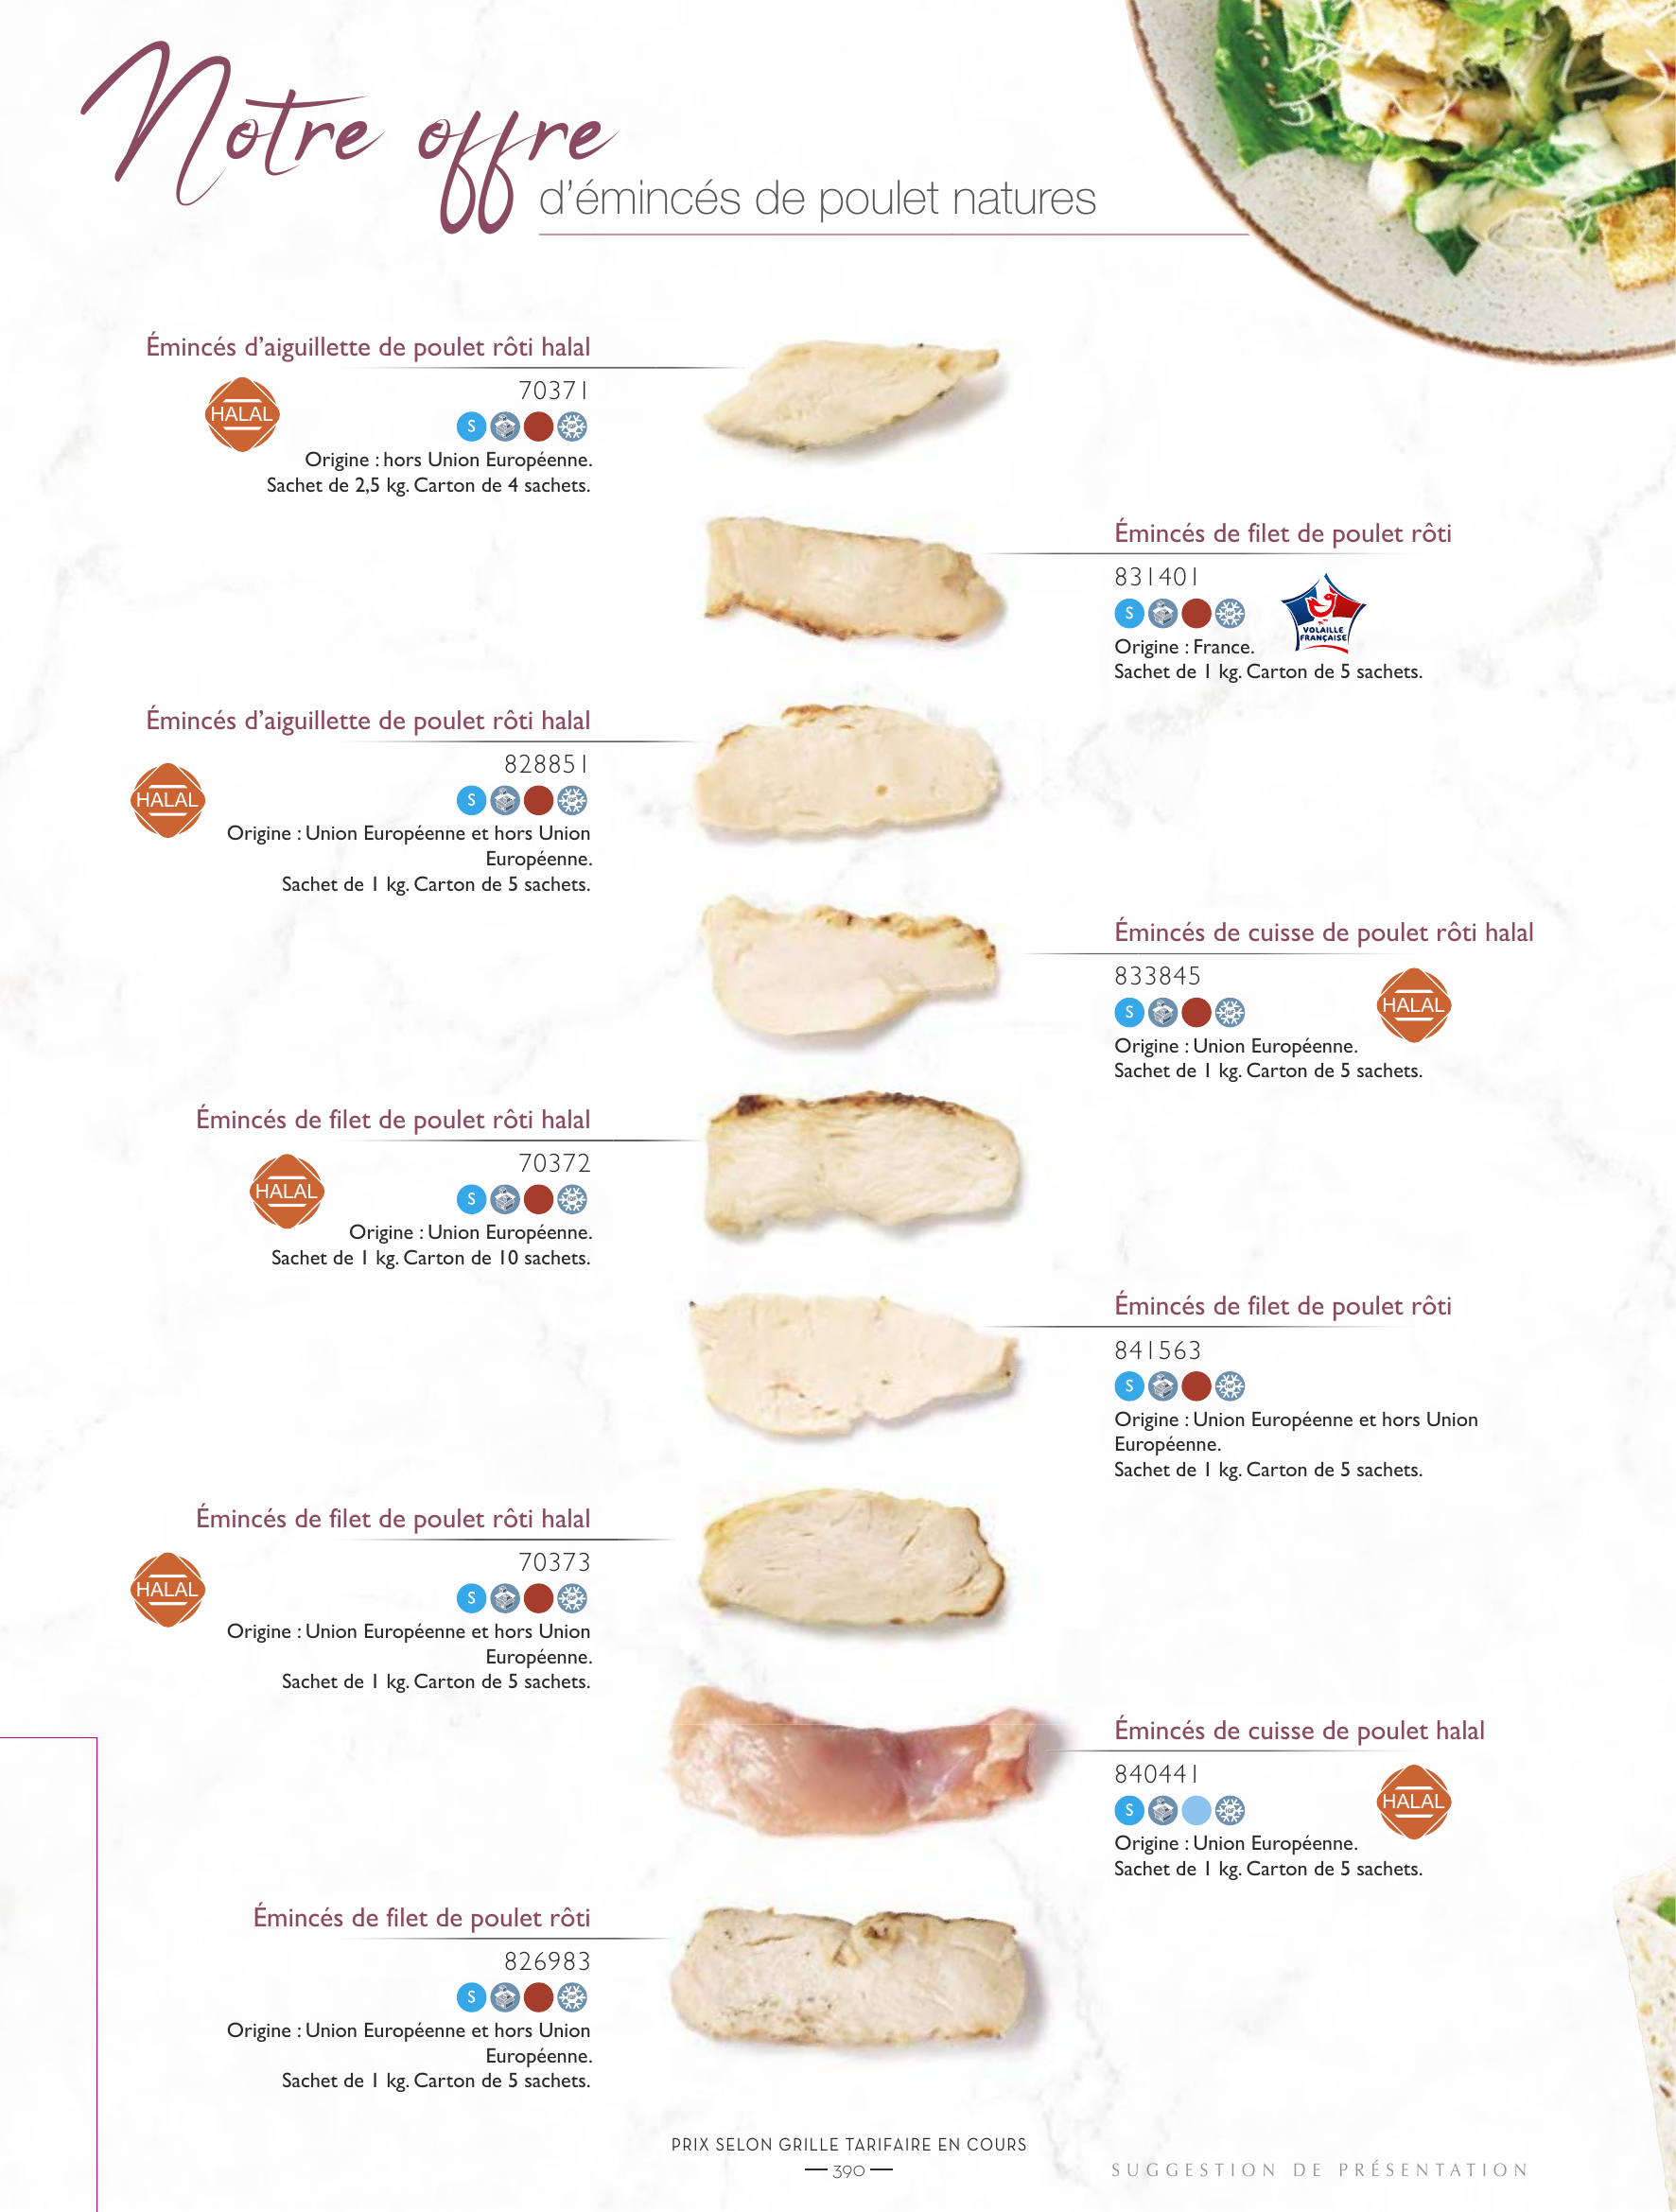 Notre offre
d'émincés de poulet natures
Émincés d'aiguillette de poulet rôti halal
70371
HALAL
S
Origine : hors Union Européenne.
Sachet de 2,5 kg. Carton de 4 sachets.
Émincés de filet de poulet rôti
831401
S
VOLAILLE
FRANÇAISE
Origine : France.
Sachet de 1 kg. Carton de 5 sachets.
Émincés d'aiguillette de poulet rôti halal
828851
HALAL
S
Origine : Union Européenne et hors Union
Européenne.
Sachet de 1 kg. Carton de 5 sachets.
Émincés de cuisse de poulet rôti halal
833845
S
HALAL
Origine : Union Européenne.
Sachet de 1 kg. Carton de 5 sachets.
Émincés de filet de poulet rôti halal
70372
HALAL
S
Origine : Union Européenne.
Sachet de 1 kg. Carton de 10 sachets.
Émincés de filet de poulet rôti
841563
S
Origine : Union Européenne et hors Union
Européenne.
Sachet de 1 kg. Carton de 5 sachets.
Émincés de filet de poulet rôti halal
70373
HALAL
S
Origine : Union Européenne et hors Union
Européenne.
Sachet de 1 kg. Carton de 5 sachets.
Émincés de cuisse de poulet halal
840441
S
HALAL
Origine : Union Européenne.
Sachet de 1 kg. Carton de 5 sachets.
Émincés de filet de poulet rôti
826983
S
Origine : Union Européenne et hors Union
Européenne.
Sachet de 1 kg. Carton de 5 sachets.
PRIX SELON GRILLE TARIFAIRE EN COURS
390
SUGGESTION DE PRÉSENTATION